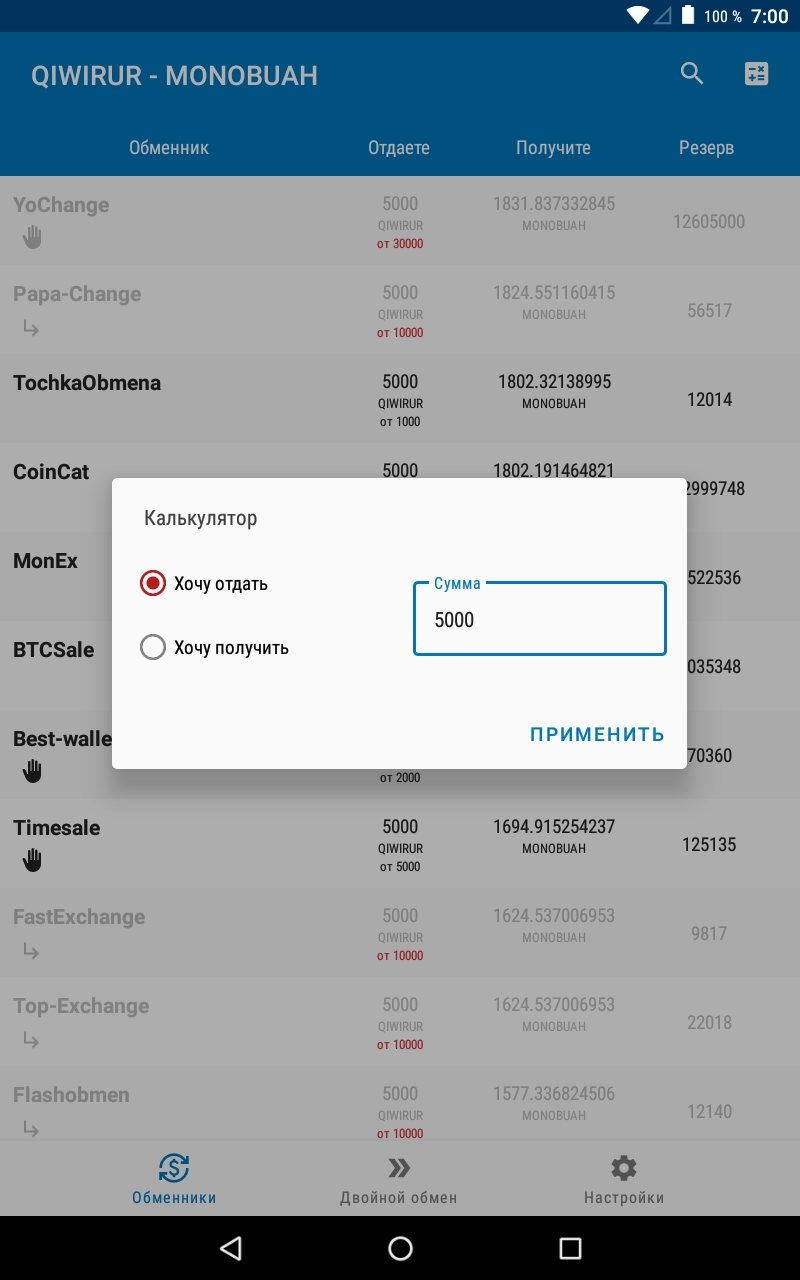 100 % 7:00
QIWIRUR - MONOBUAH
Обменник Отдаете Получите Резерв
YoChange 5000 1831.837332845 12605000
QIWIRUR MONOBUAH
от 30000
Papa-Change 5000 1824.551160415 56517
QIWIRUR MONOBUAH
от 10000
TochkaObmena 5000 1802.32138995 12014
QIWIRUR MONOBUAH
от 1000
CoinCat 5000 1802.191464821 2999748
Калькулятор
MonEx 522536
Хочу отдать Сумма
5000
Хочу получить
BTCSale 035348
ПРИМЕНИТЬ
Best-walle 70360
от 2000
Timesale 5000 1694.915254237 125135
QIWIRUR MONOBUAH
от 5000
FastExchange 5000 1624.537006953 9817
QIWIRUR MONOBUAH
от 10000
Top-Exchange 5000 1624.537006953 22018
QIWIRUR MONOBUAH
от 10000
Flashobmen 5000 1577.336824506 12140
QIWIRUR MONOBUAH
от 10000
Обменники Двойной обмен Настройки